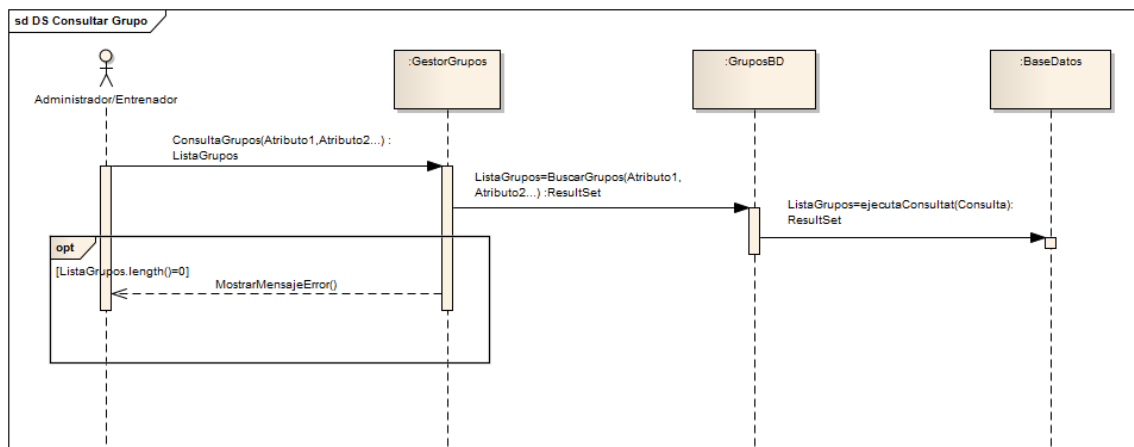 sd DS Consultar Grupo
Administrador/Entrenador
:GestorGrupos
:GruposBD
:BaseDatos
ConsultaGrupos(Atributo1,Atributo2...) :
ListaGrupos
ListaGrupos=BuscarGrupos(Atributo1,
Atributo2...) :ResultSet
ListaGrupos=ejecutaConsultat(Consulta):
ResultSet
opt
[ListaGrupos.length()=0]
MostrarMensajeError()